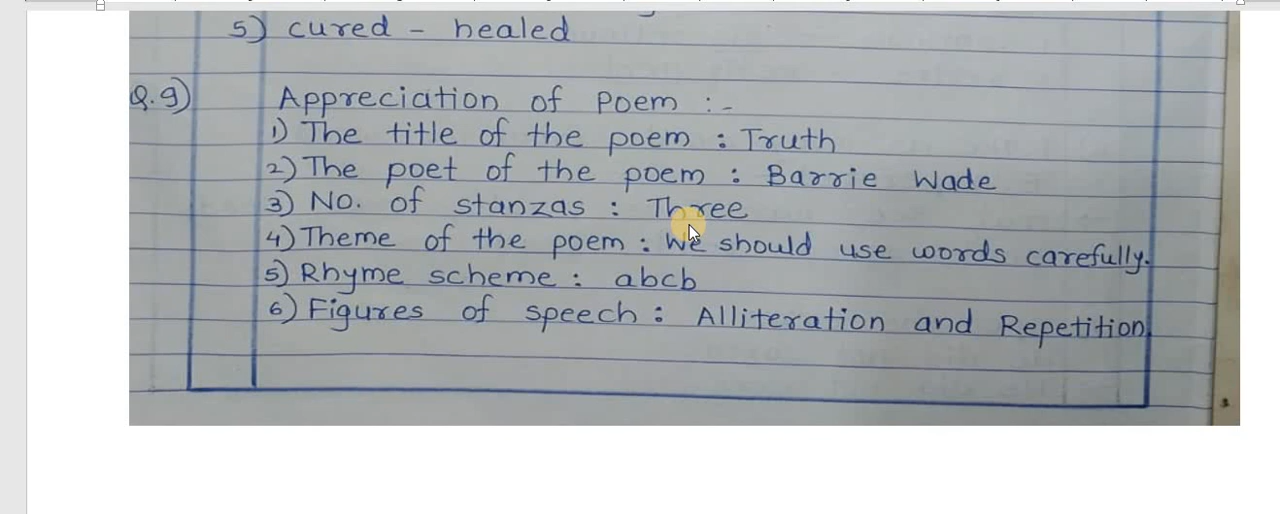 5) cured - healed
Q.9) Appreciation of Poem :-
1) The title of the poem : Truth
2) The poet of the poem : Barrie Wade
3) No. of stanzas : Three
4) Theme of the poem : We should use words carefully.
5) Rhyme scheme : abcb
6) Figures of speech : Alliteration and Repetition.